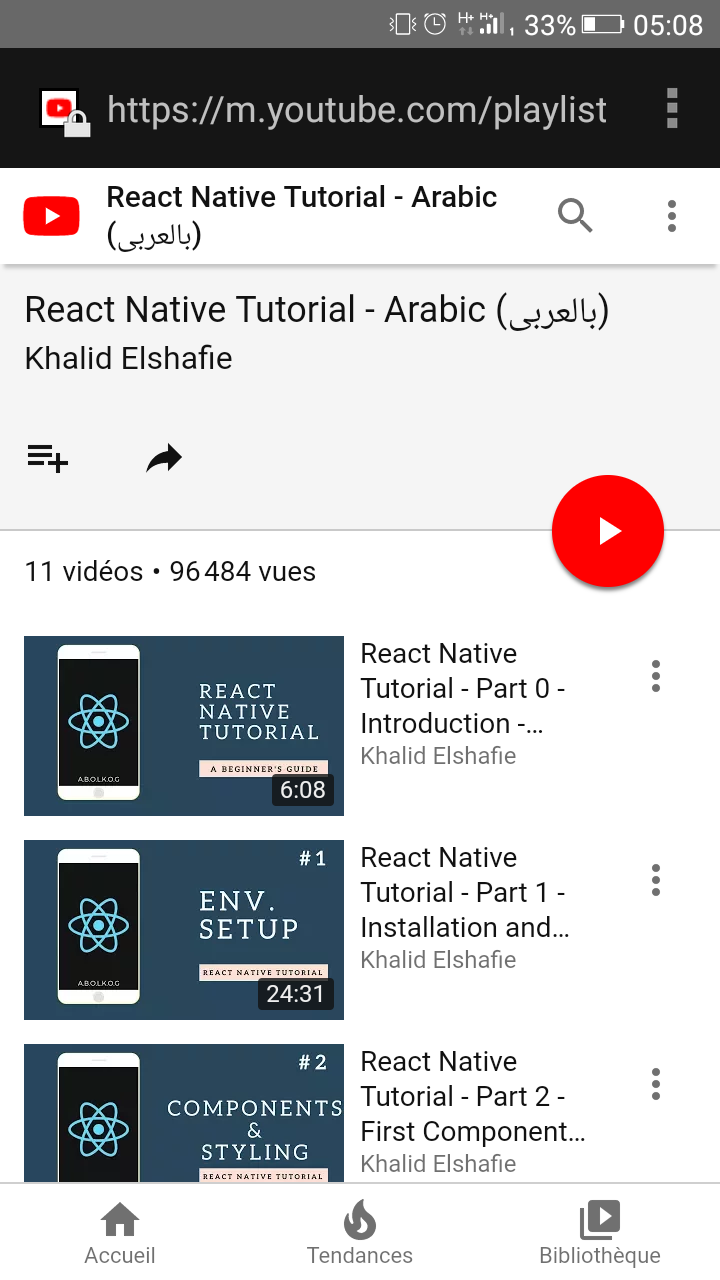 33% 05:08
https://m.youtube.com/playlist
React Native Tutorial - Arabic
(بالعربى)
React Native Tutorial - Arabic (بالعربى)
Khalid Elshafie
11 vidéos • 96 484 vues
REACT
NATIVE
TUTORIAL
A BEGINNER'S GUIDE
A.B.O.L.K.O.G
6:08
React Native
Tutorial - Part 0 -
Introduction -...
Khalid Elshafie
#1
ENV.
SETUP
REACT NATIVE TUTORIAL
A.B.O.L.K.O.G
24:31
React Native
Tutorial - Part 1 -
Installation and...
Khalid Elshafie
#2
COMPONENTS
&
STYLING
REACT NATIVE TUTORIAL
React Native
Tutorial - Part 2 -
First Component...
Khalid Elshafie
Accueil Tendances Bibliothèque